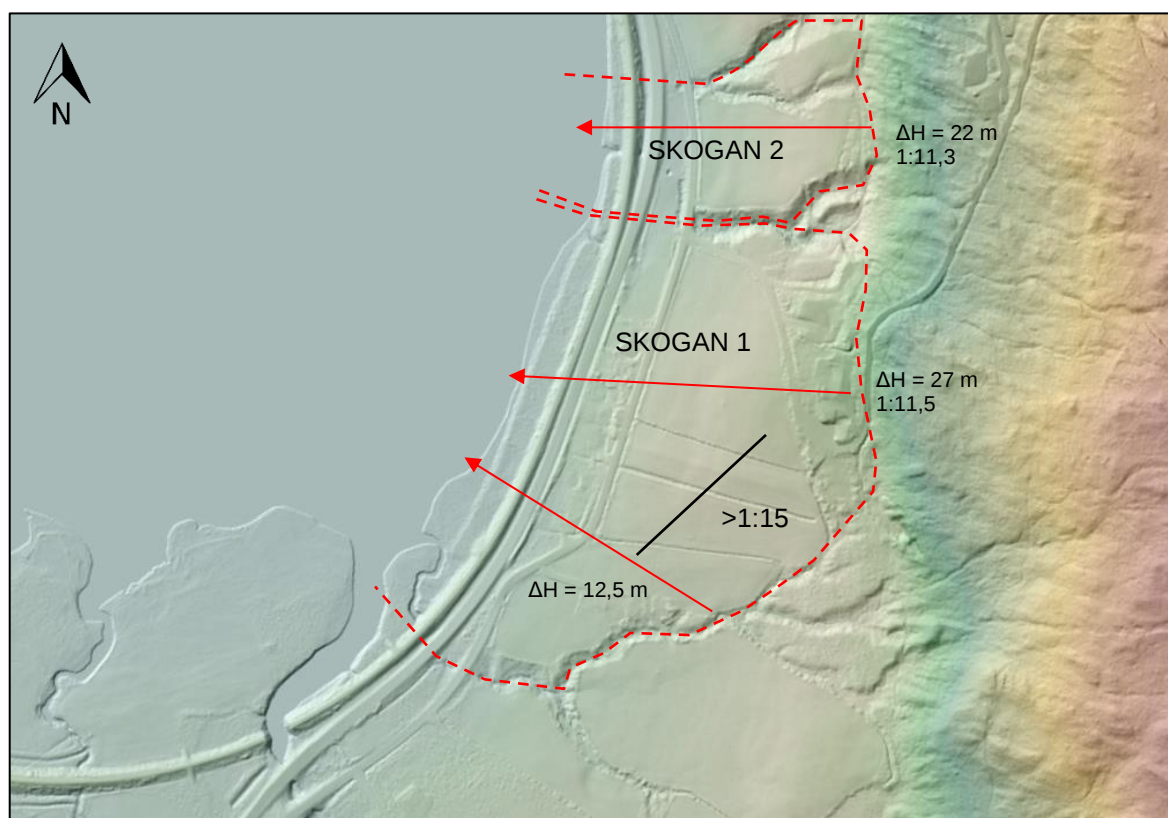 N
ΔH = 22 m
1:11,3
SKOGAN 2
SKOGAN 1
ΔH = 27 m
1:11,5
>1:15
ΔH = 12,5 m